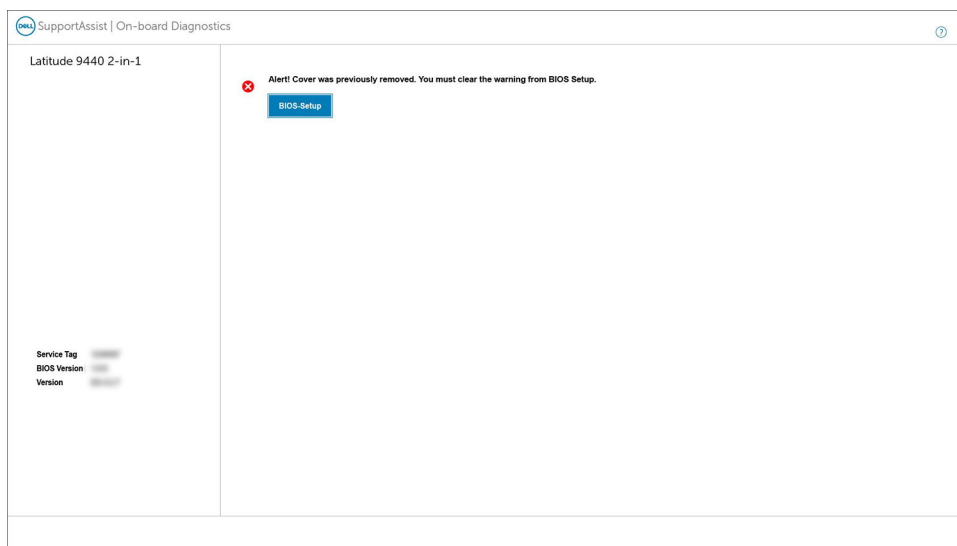 DELL SupportAssist | On-board Diagnostics
?
Latitude 9440 2-in-1
Alert! Cover was previously removed. You must clear the warning from BIOS Setup.
BIOS-Setup
Service Tag
BIOS Version
Version